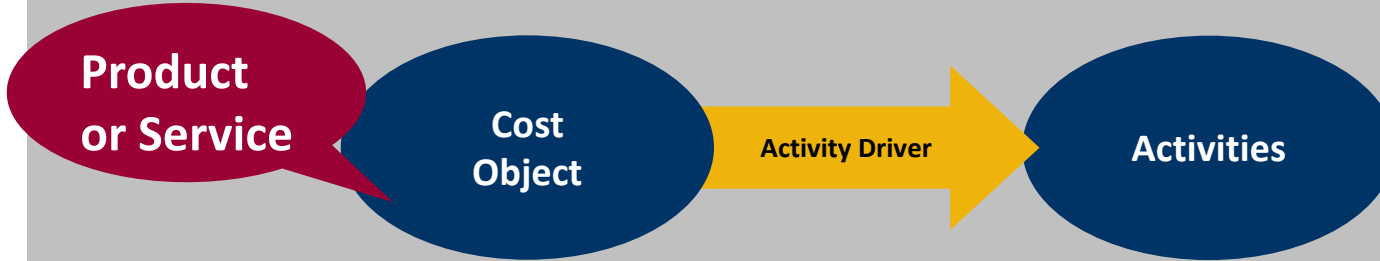 Product
or Service
Cost
Object
Activity Driver
Activities